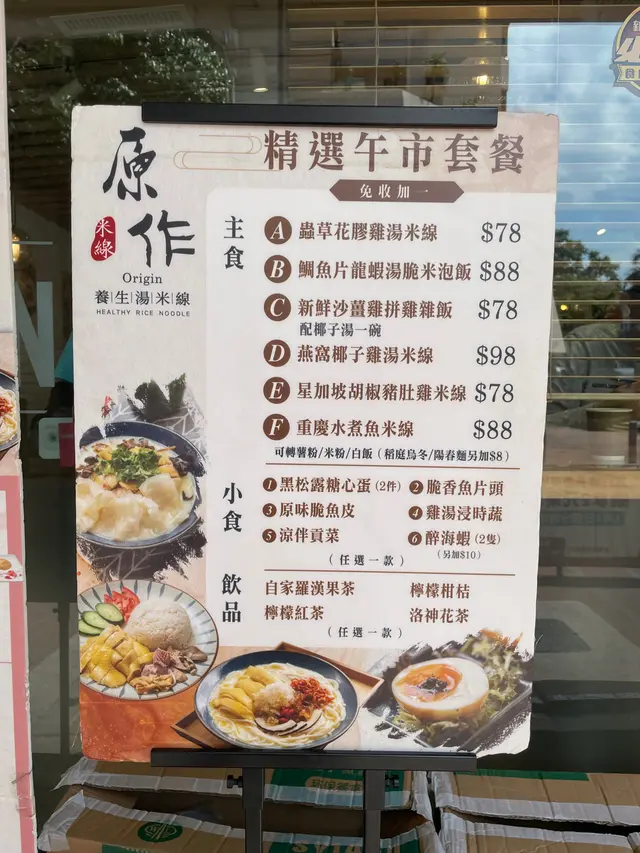 原作
米線
Origin
養生湯米線
HEALTHY RICE NOODLE
精選午市套餐
免收加一
主食
A 蟲草花膠雞湯米線 $78
B 鯛魚片龍蝦湯脆米泡飯 $88
C 新鮮沙薑雞拼雞雜飯 $78
配椰子湯一碗
D 燕窩椰子雞湯米線 $98
E 星加坡胡椒豬肚雞米線 $78
F 重慶水煮魚米線 $88
可轉薯粉/米粉/白飯（稻庭烏冬/陽春麵另加$8）
小食
1 黑松露糖心蛋 (2件) 2 脆香魚片頭
3 原味脆魚皮 4 雞湯浸時蔬
5 涼伴貢菜 6 醉海蝦 (2隻)
（另加$10）
（任選一款）
飲品
自家羅漢果茶 檸檬柑桔
檸檬紅茶 洛神花茶
（任選一款）